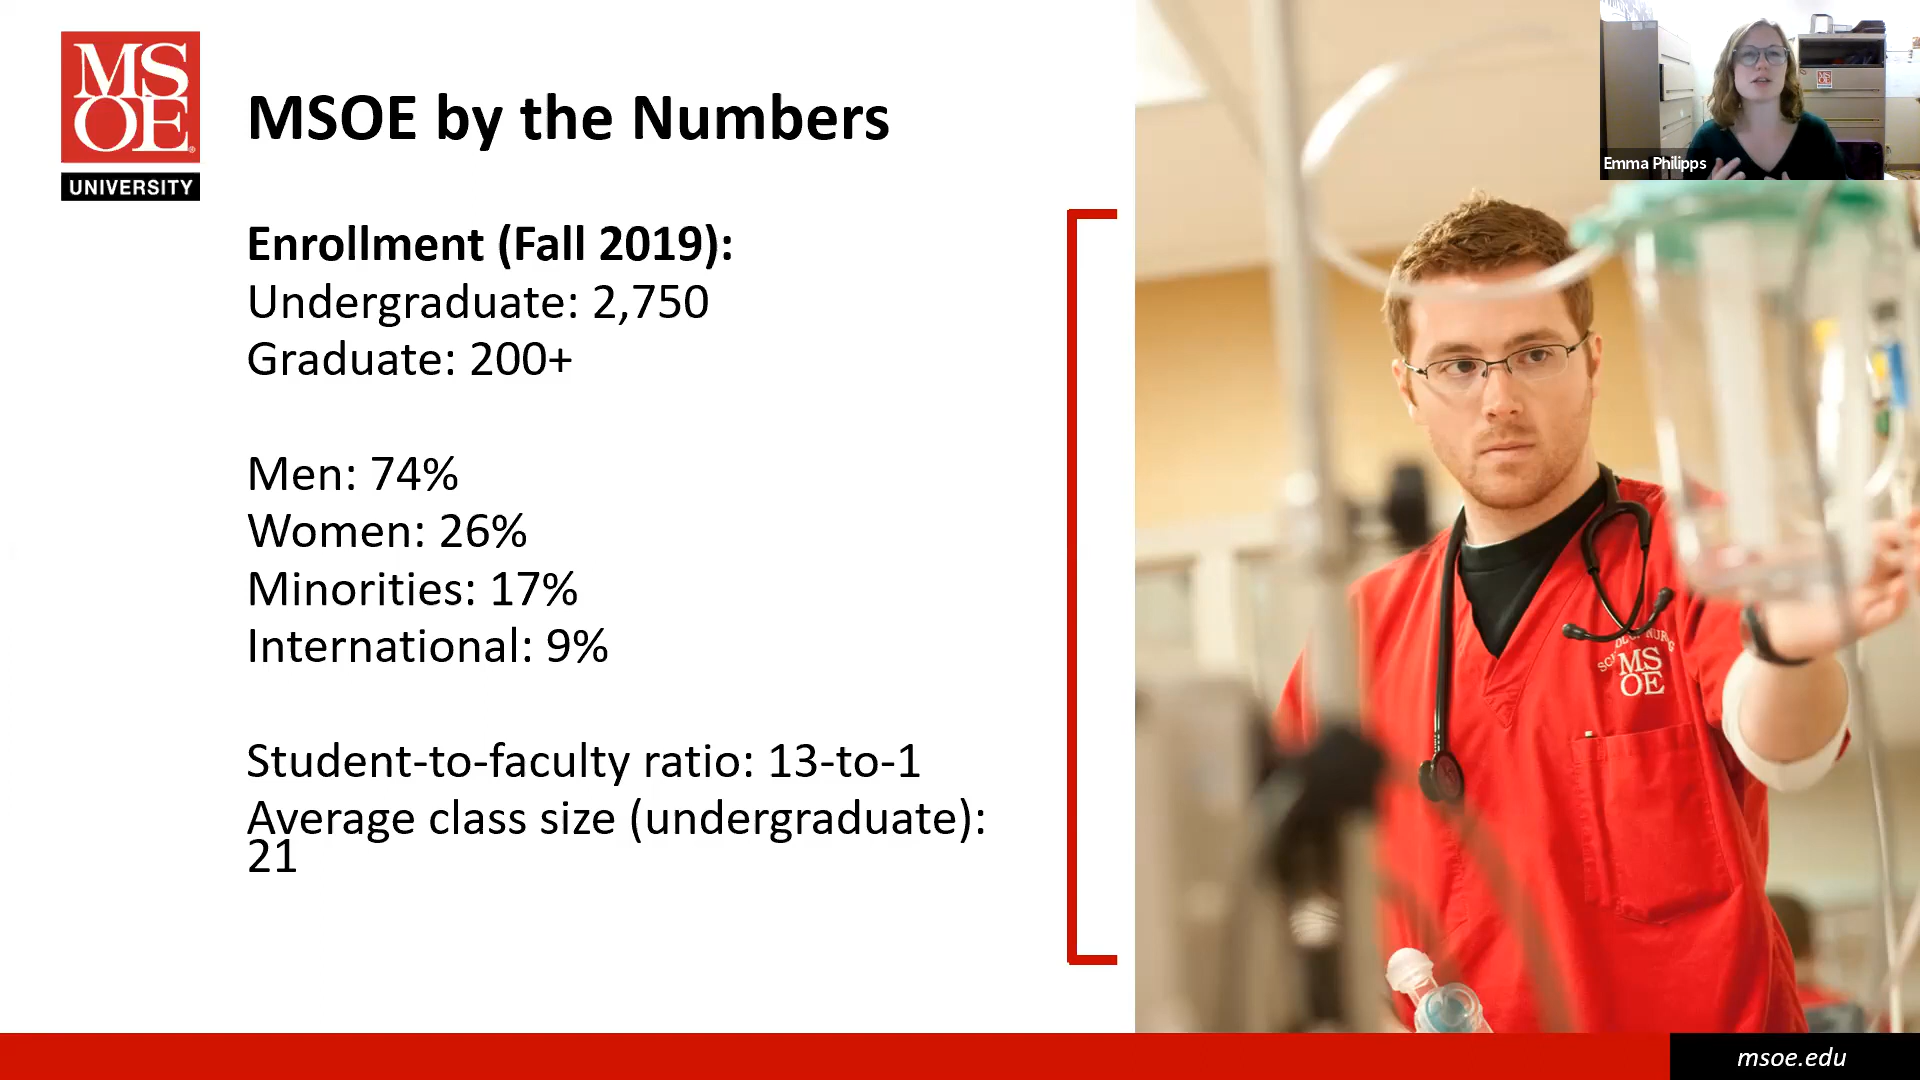 MS
OE
UNIVERSITY
MSOE by the Numbers
Enrollment (Fall 2019):
Undergraduate: 2,750
Graduate: 200+
Men: 74%
Women: 26%
Minorities: 17%
International: 9%
Student-to-faculty ratio: 13-to-1
Average class size (undergraduate):
21
Emma Philipps
MS
OE
msoe.edu